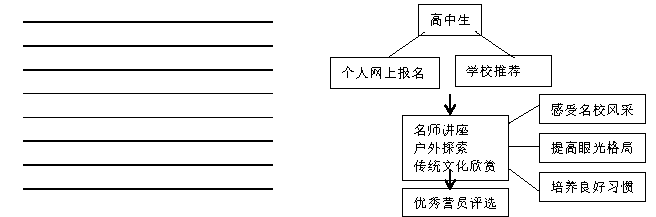 高中生
个人网上报名
学校推荐
名师讲座
户外探索
传统文化欣赏
感受名校风采
提高眼光格局
培养良好习惯
优秀营员评选